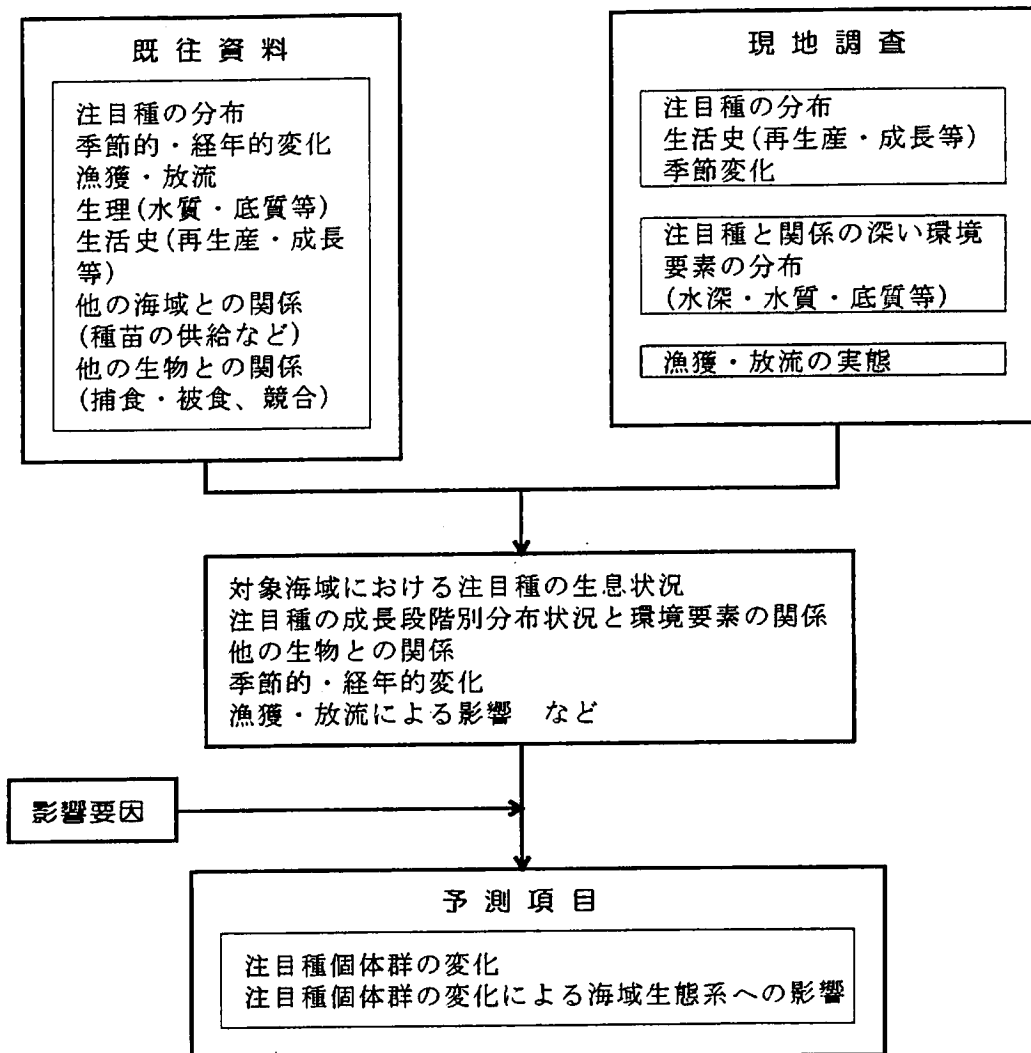 既往資料
注目種の分布
季節的・経年的変化
漁獲・放流
生理(水質・底質等)
生活史(再生産・成長
等)
他の海域との関係
(種苗の供給など)
他の生物との関係
(捕食・被食、競合)
現地調査
注目種の分布
生活史(再生産・成長等)
季節変化
注目種と関係の深い環境
要素の分布
(水深・水質・底質等)
漁獲・放流の実態
対象海域における注目種の生息状況
注目種の成長段階別分布状況と環境要素の関係
他の生物との関係
季節的・経年的変化
漁獲・放流による影響　など
影響要因
予測項目
注目種個体群の変化
注目種個体群の変化による海域生態系への影響